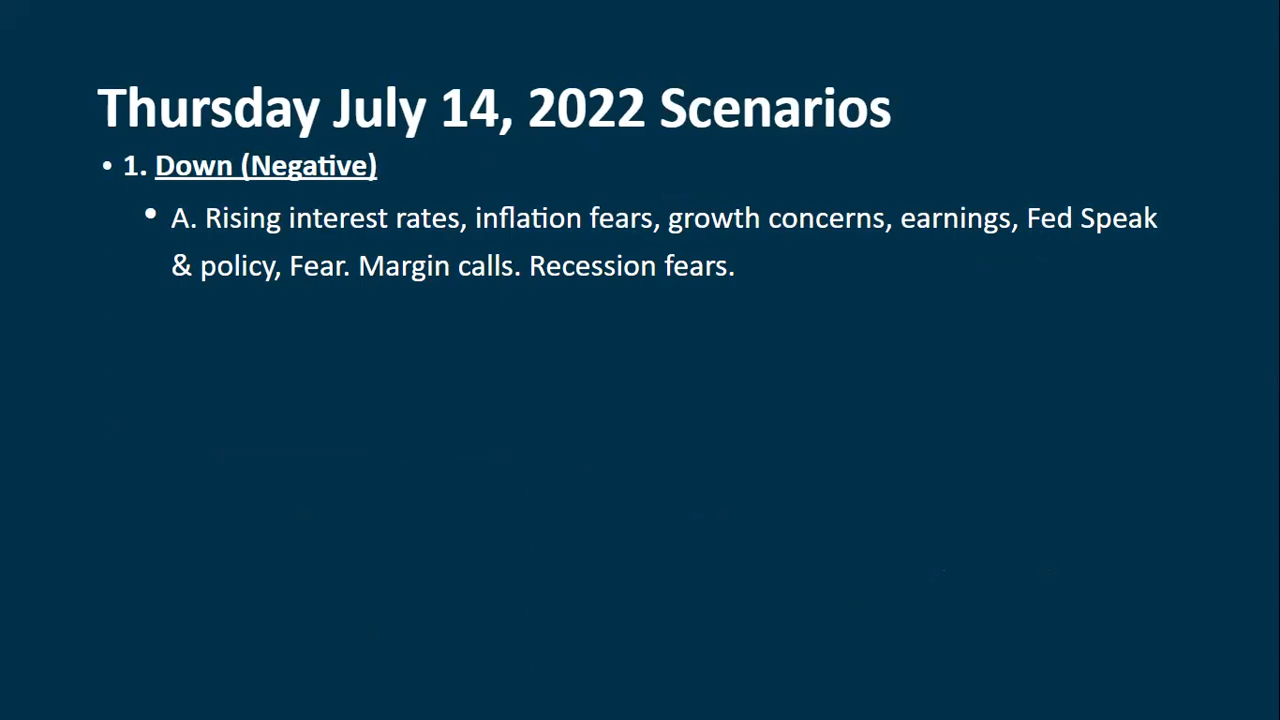 Thursday July 14, 2022 Scenarios
• 1. Down (Negative)
• A. Rising interest rates, inflation fears, growth concerns, earnings, Fed Speak
& policy, Fear. Margin calls. Recession fears.